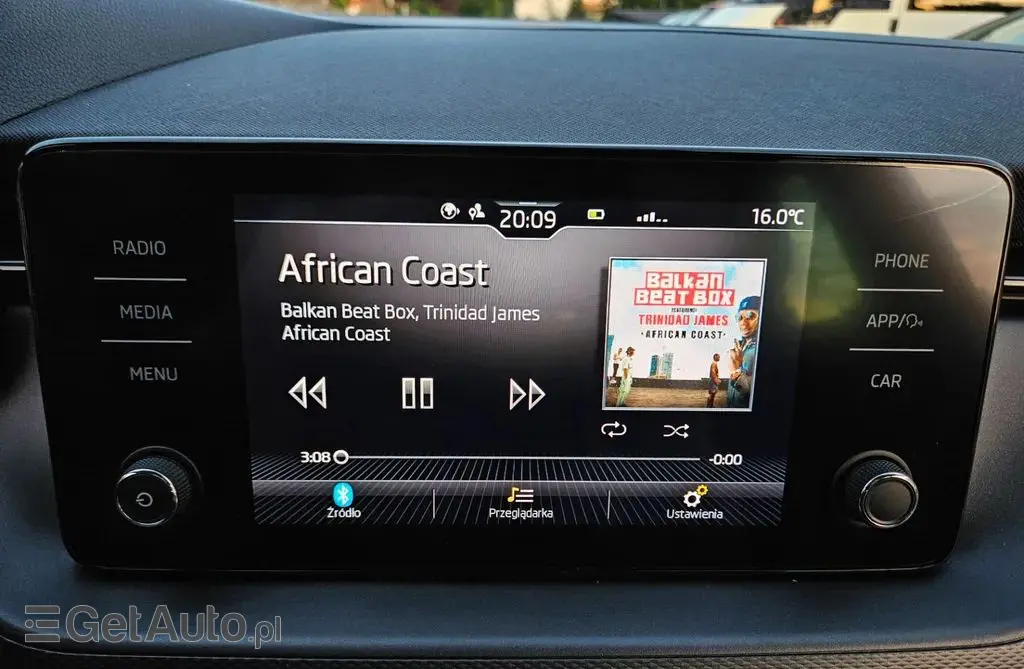 20:09
16.0°C
RADIO
MEDIA
MENU
African Coast
Balkan Beat Box, Trinidad James
African Coast
BALKAN
BEAT BOX
FEATURING
TRINIDAD JAMES
·AFRICAN COAST·
3:08
-0:00
Źródło
Przeglądarka
Ustawienia
PHONE
APP/
CAR
GetAuto.pl